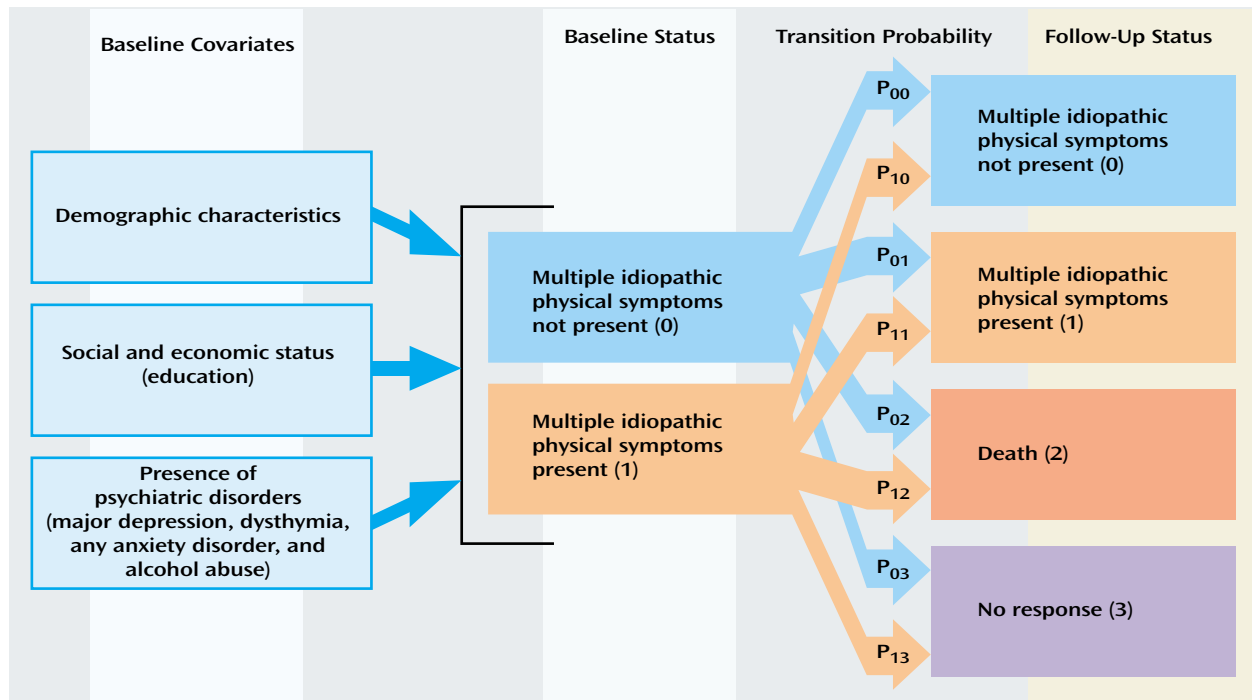 Baseline Covariates
Baseline Status
Transition Probability
Follow-Up Status
Demographic characteristics
Social and economic status
(education)
Presence of
psychiatric disorders
(major depression, dysthymia,
any anxiety disorder, and
alcohol abuse)
Multiple idiopathic
physical symptoms
not present (0)
Multiple idiopathic
physical symptoms
present (1)
P00
P10
P01
P11
P02
P12
P03
P13
Multiple idiopathic
physical symptoms
not present (0)
Multiple idiopathic
physical symptoms
present (1)
Death (2)
No response (3)